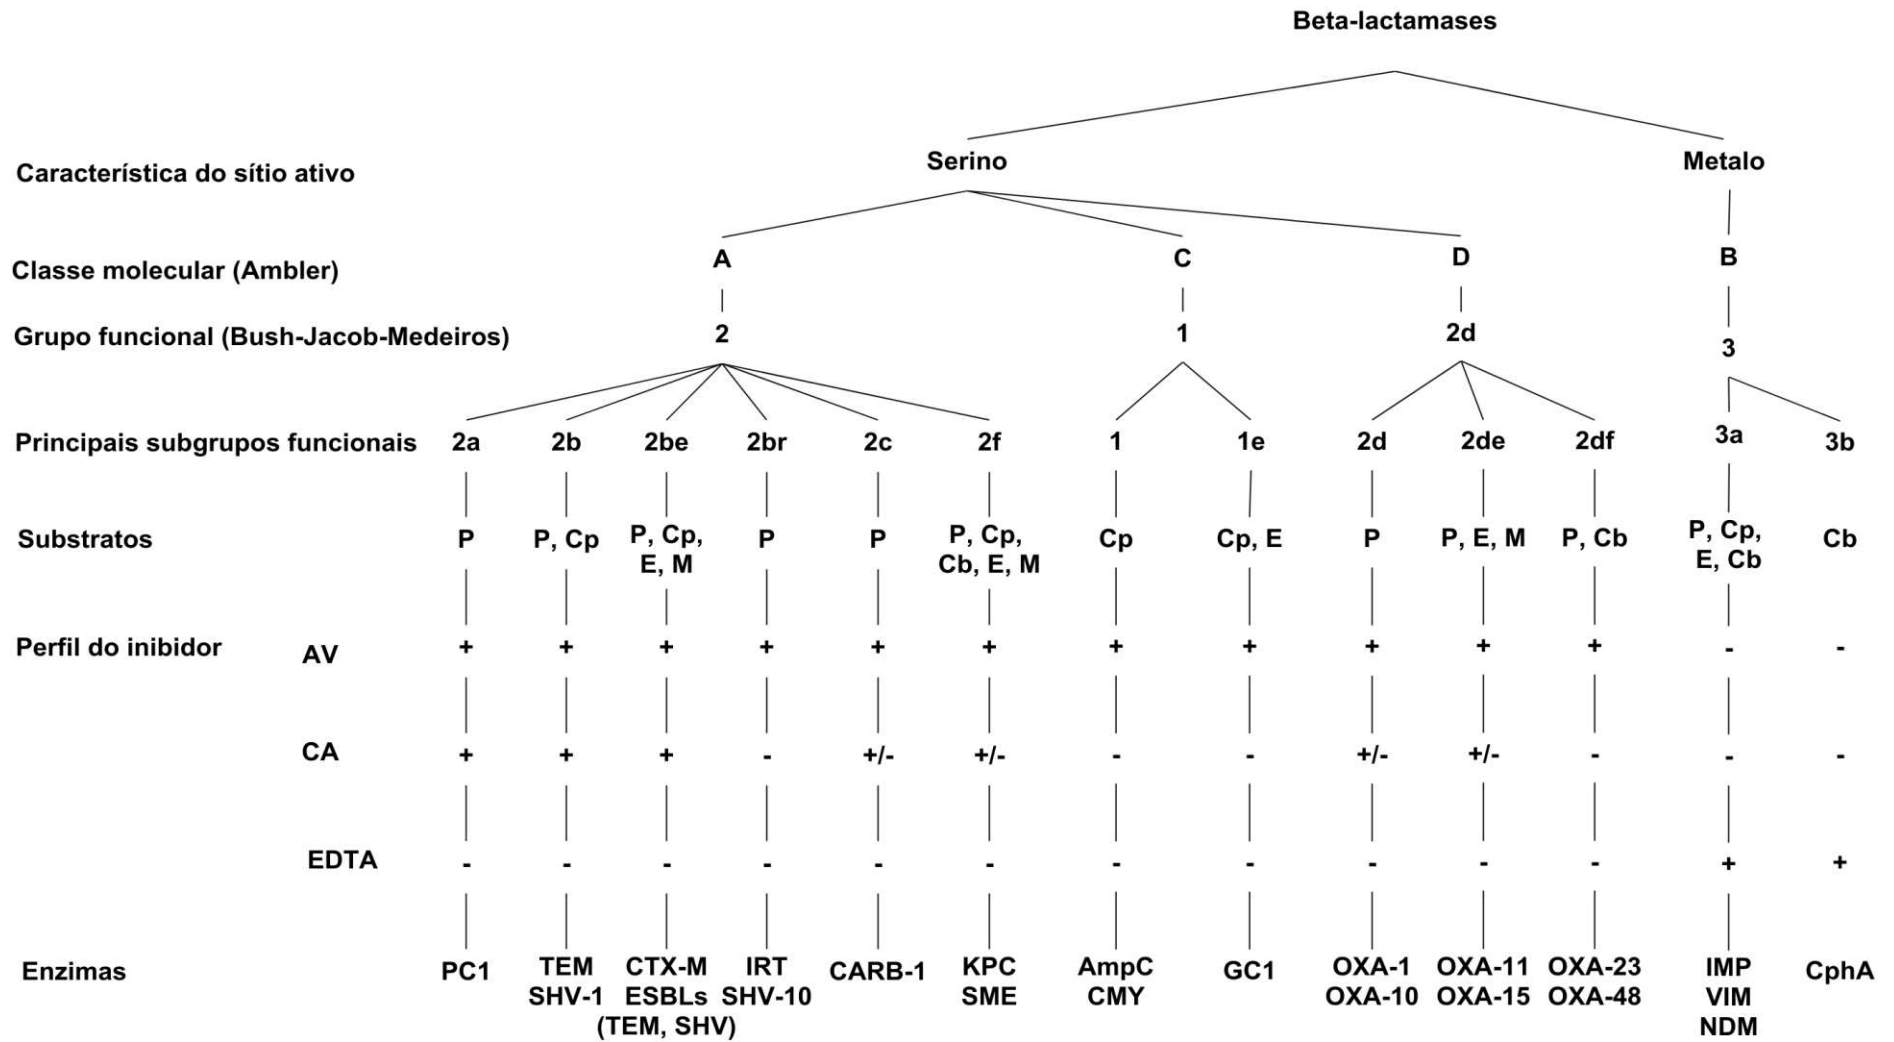 Beta-lactamases
Característica do sítio ativo
Serino
Metalo
Classe molecular (Ambler)
A
C
D
B
Grupo funcional (Bush-Jacob-Medeiros)
2
1
2d
3
Principais subgrupos funcionais
2a
2b
2be
2br
2c
2f
1
1e
2d
2de
2df
3a
3b
Substratos
P
P, Cp
P, Cp,
E, M
P
P
P, Cp,
Cb, E, M
Cp
Cp, E
P
P, E, M
P, Cb
P, Cp,
E, Cb
Cb
Perfil do inibidor
AV
+
+
+
+
+
+
+
+
+
+
+
-
-
CA
+
+
+
-
+/-
+/-
-
-
+/-
+/-
-
-
-
EDTA
-
-
-
-
-
-
-
-
-
-
-
+
+
Enzimas
PC1
TEM
SHV-1
CTX-M
ESBLs
(TEM, SHV)
IRT
SHV-10
CARB-1
KPC
SME
AmpC
CMY
GC1
OXA-1
OXA-10
OXA-11
OXA-15
OXA-23
OXA-48
IMP
VIM
NDM
CphA